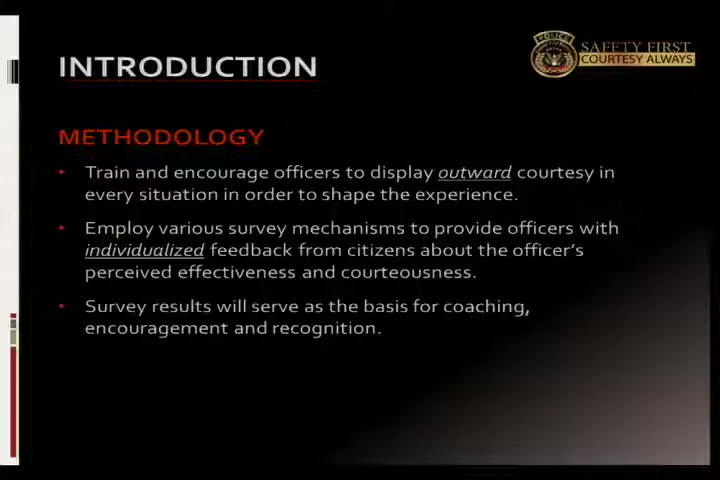 INTRODUCTION
POLICE
SAFETY FIRST
COURTESY ALWAYS
METHODOLOGY
• Train and encourage officers to display outward courtesy in
every situation in order to shape the experience.
• Employ various survey mechanisms to provide officers with
individualized feedback from citizens about the officer's
perceived effectiveness and courteousness.
• Survey results will serve as the basis for coaching,
encouragement and recognition.